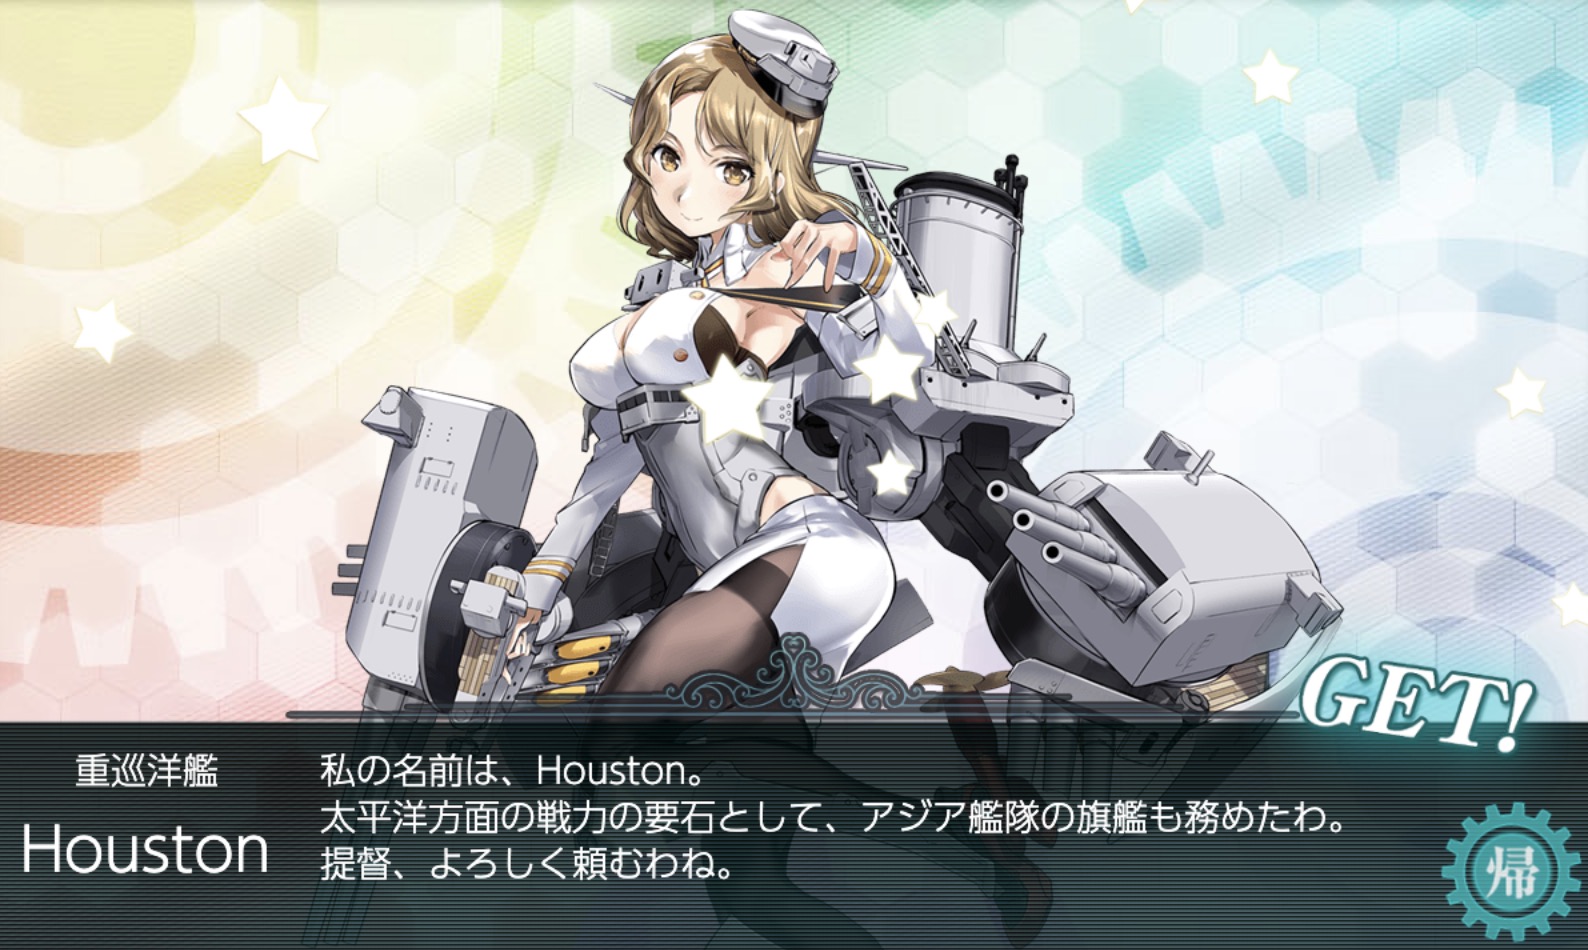 GET!
重巡洋艦
Houston
私の名前は、Houston。
太平洋方面の戦力の要石として、アジア艦隊の旗艦も務めたわ。
提督、よろしく頼むわね。
帰